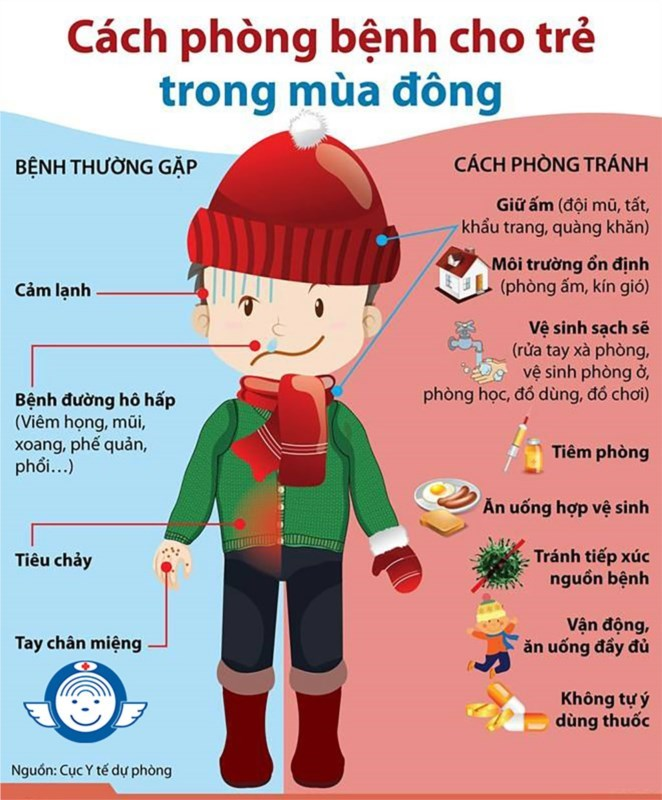 Cách phòng bệnh cho trẻ
trong mùa đông
BỆNH THƯỜNG GẶP
Cảm lạnh
Bệnh đường hô hấp
(Viêm họng, mũi,
xoang, phế quản,
phổi...)
Tiêu chảy
Tay chân miệng
Nguồn: Cục Y tế dự phòng
CÁCH PHÒNG TRÁNH
Giữ ấm (đội mũ, tất,
khẩu trang, quàng khăn)
Môi trường ổn định
(phòng ấm, kín gió)
Vệ sinh sạch sẽ
(rửa tay xà phòng,
vệ sinh phòng ở,
phòng học, đồ dùng, đồ chơi)
Tiêm phòng
Ăn uống hợp vệ sinh
Tránh tiếp xúc
nguồn bệnh
Vận động,
ăn uống đầy đủ
Không tự ý
dùng thuốc